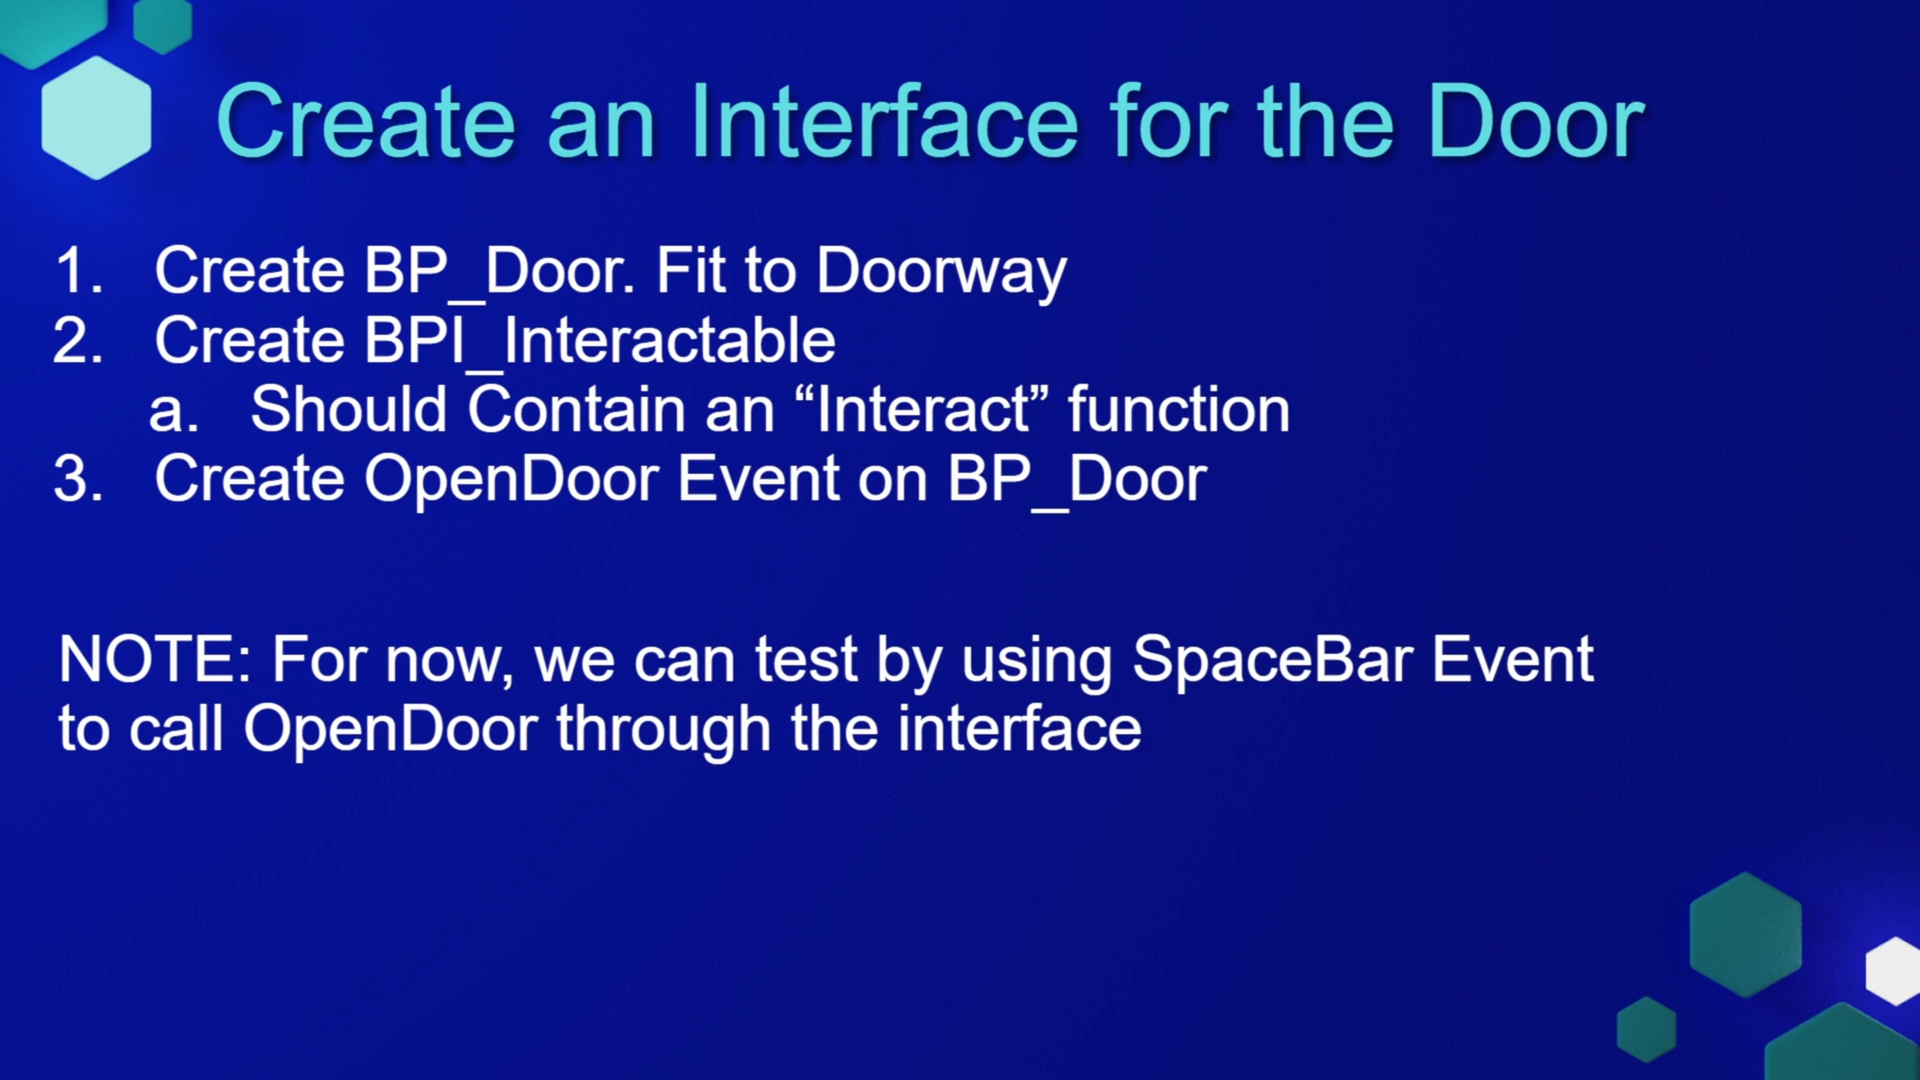 Create an Interface for the Door
1. Create BP_Door. Fit to Doorway
2. Create BPI_Interactable
a. Should Contain an “Interact” function
3. Create OpenDoor Event on BP_Door
NOTE: For now, we can test by using SpaceBar Event
to call OpenDoor through the interface